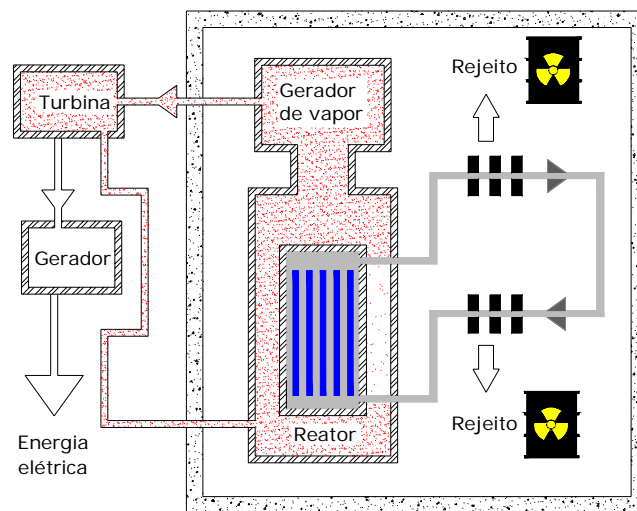 Rejeito
Turbina
Gerador
de vapor
Gerador
Rejeito
Reator
Energia
elétrica